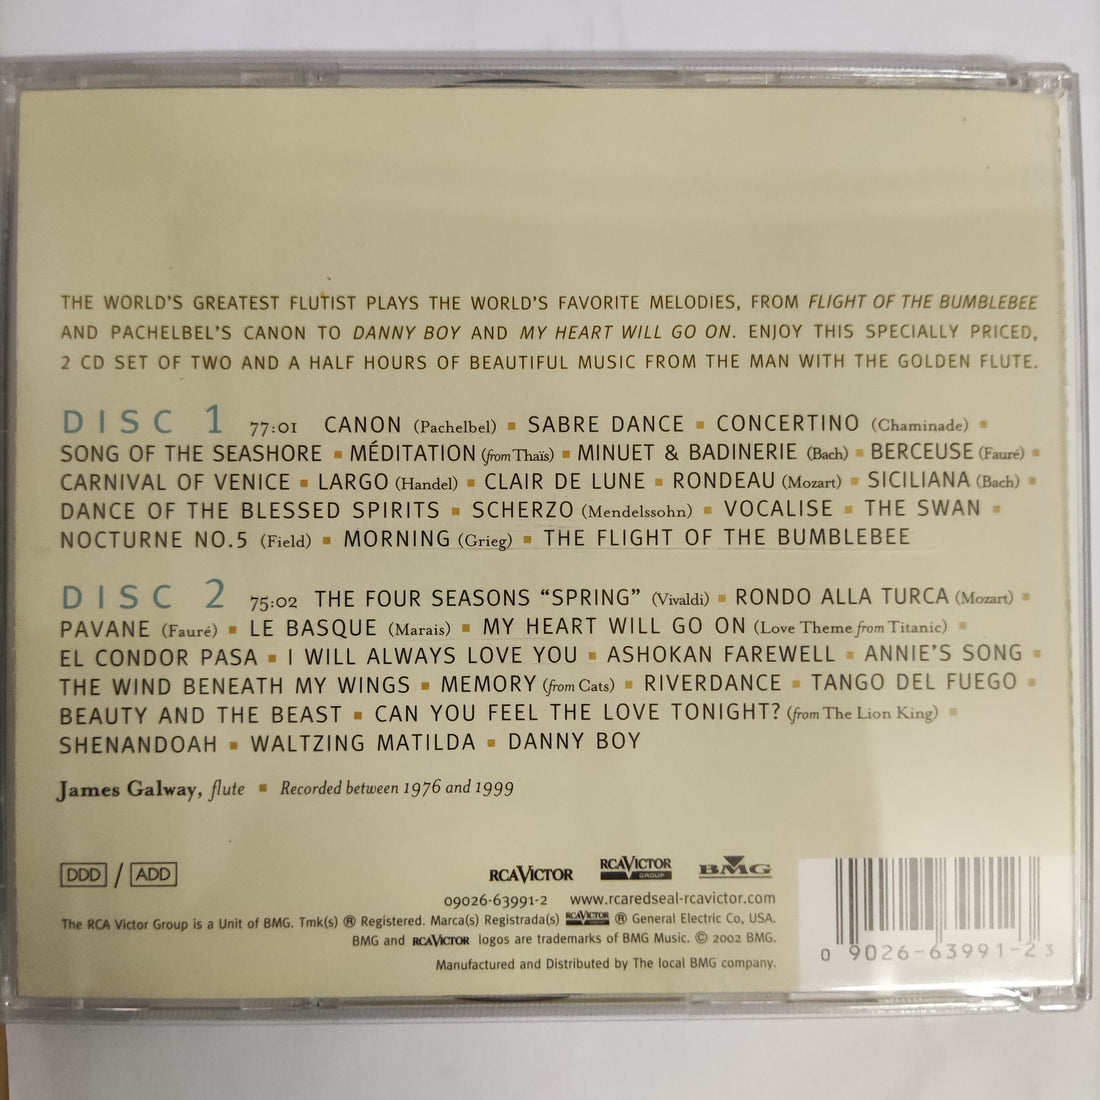 THE WORLD'S GREATEST FLUTIST PLAYS THE WORLD'S FAVORITE MELODIES, FROM FLIGHT OF THE BUMBLEBEE
AND PACHELBEL'S CANON TO DANNY BOY AND MY HEART WILL GO ON. ENJOY THIS SPECIALLY PRICED,
2 CD SET OF TWO AND A HALF HOURS OF BEAUTIFUL MUSIC FROM THE MAN WITH THE GOLDEN FLUTE.
DISC 1 77:01 CANON (Pachelbel) ▪ SABRE DANCE ▪ CONCERTINO (Chaminade) ▪
SONG OF THE SEASHORE ▪ MÉDITATION (from Thaïs) ▪ MINUET & BADINERIE (Bach) ▪ BERCEUSE (Fauré) ▪
CARNIVAL OF VENICE ▪ LARGO (Handel) ▪ CLAIR DE LUNE ▪ RONDEAU (Mozart) ▪ SICILIANA (Bach) ▪
DANCE OF THE BLESSED SPIRITS ▪ SCHERZO (Mendelssohn) ▪ VOCALISE ▪ THE SWAN ▪
NOCTURNE NO.5 (Field) ▪ MORNING (Grieg) ▪ THE FLIGHT OF THE BUMBLEBEE
DISC 2 75:02 THE FOUR SEASONS “SPRING” (Vivaldi) ▪ RONDO ALLA TURCA (Mozart) ▪
PAVANE (Fauré) ▪ LE BASQUE (Marais) ▪ MY HEART WILL GO ON (Love Theme from Titanic) ▪
EL CONDOR PASA ▪ I WILL ALWAYS LOVE YOU ▪ ASHOKAN FAREWELL ▪ ANNIE'S SONG ▪
THE WIND BENEATH MY WINGS ▪ MEMORY (from Cats) ▪ RIVERDANCE ▪ TANGO DEL FUEGO ▪
BEAUTY AND THE BEAST ▪ CAN YOU FEEL THE LOVE TONIGHT? (from The Lion King) ▪
SHENANDOAH ▪ WALTZING MATILDA ▪ DANNY BOY
James Galway, flute ▪ Recorded between 1976 and 1999
DDD / ADD
RCAVICTOR RCAVICTOR GROUP BMG
09026-63991-2 www.rcaredseal-rcavictor.com
The RCA Victor Group is a Unit of BMG. Tmk(s) ® Registered. Marca(s) Registrada(s) RCAVICTOR GROUP ® General Electric Co, USA.
BMG and RCAVICTOR logos are trademarks of BMG Music. © 2002 BMG.
Manufactured and Distributed by The local BMG company.
0 9026-63991-2 3